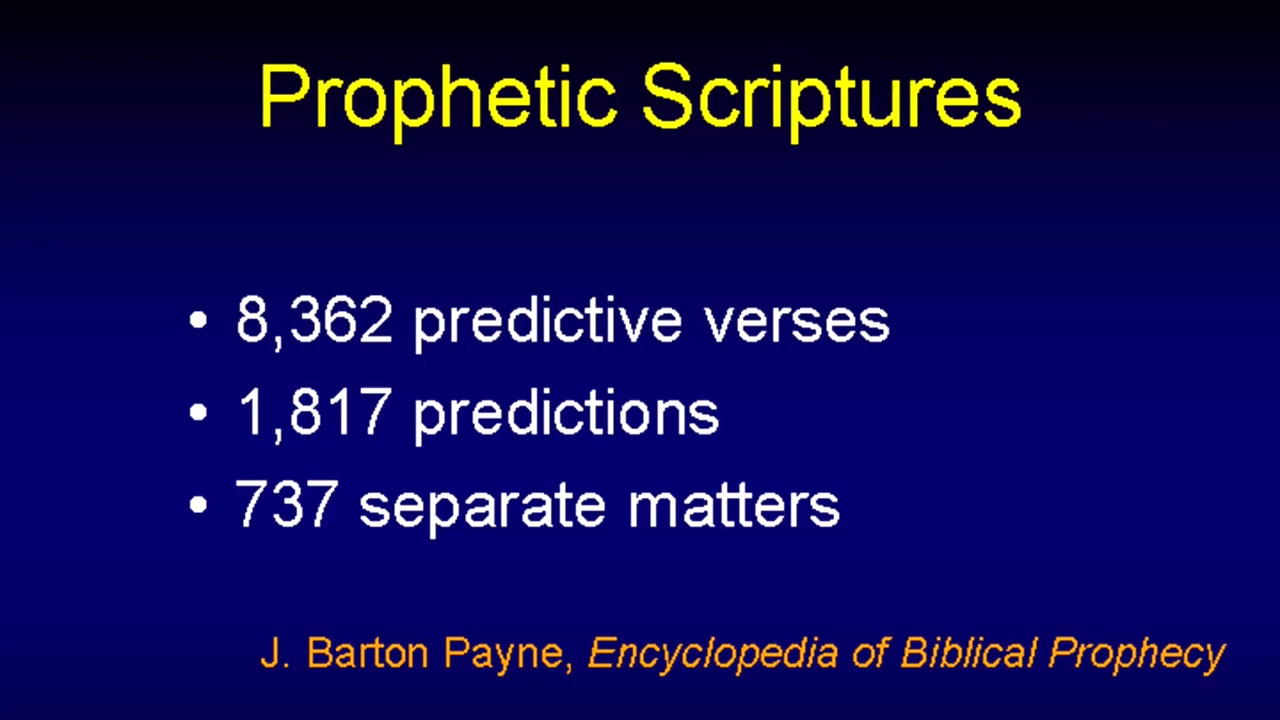 Prophetic Scriptures
• 8,362 predictive verses
• 1,817 predictions
• 737 separate matters
J. Barton Payne, Encyclopedia of Biblical Prophecy